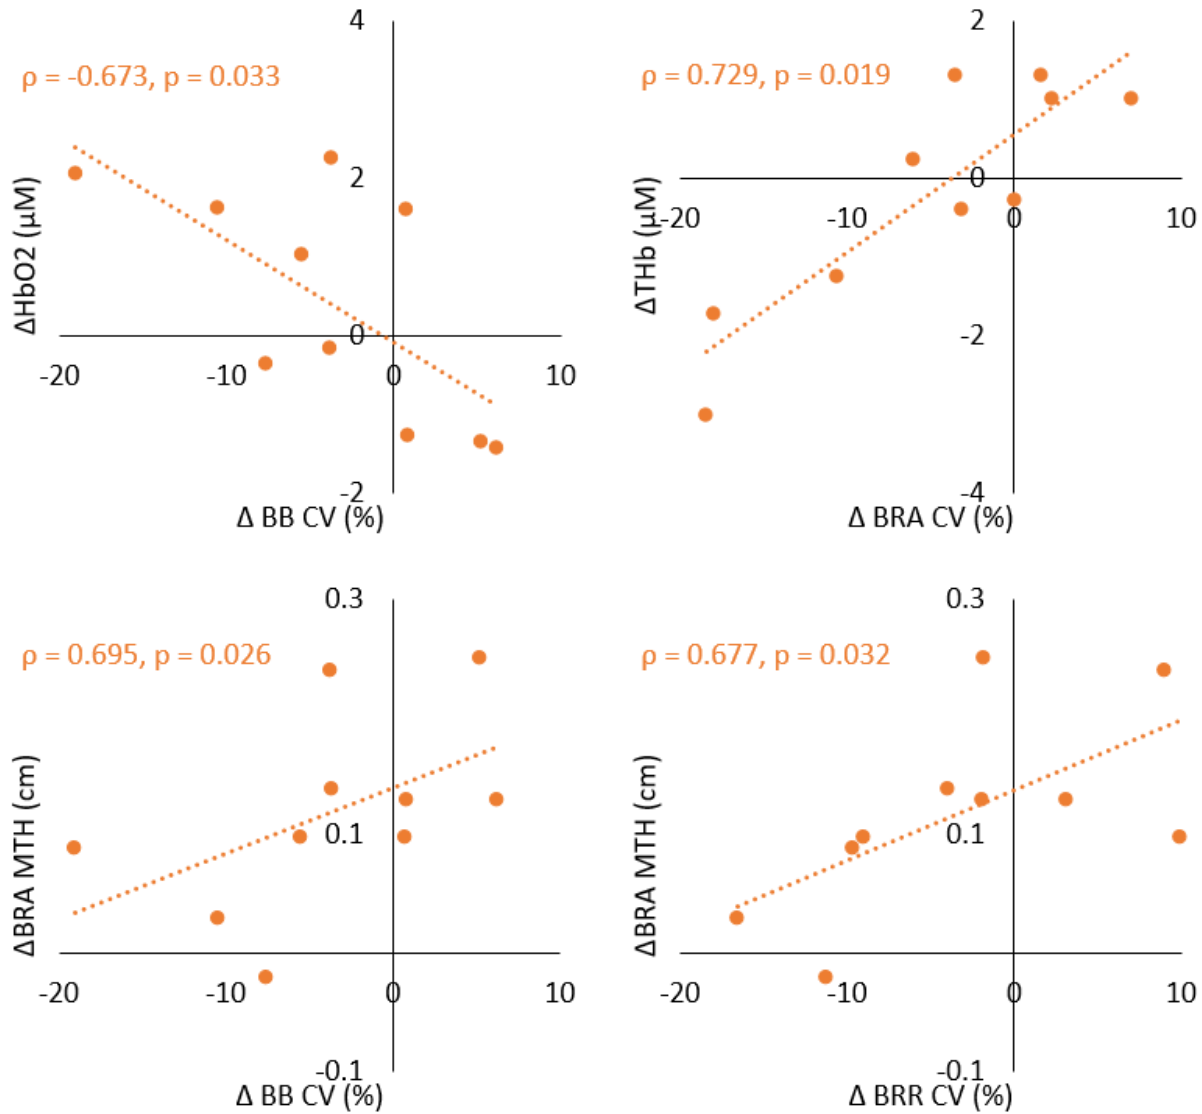 4
ρ = -0.673, p = 0.033
2
ΔHbO2 (μM)
0
-20 -10 0 10
-2
Δ BB CV (%)
2
ρ = 0.729, p = 0.019
0
ΔTHb (μM)
-20 -10 0 10
-2
-4
Δ BRA CV (%)
0.3
ρ = 0.695, p = 0.026
0.1
ΔBRA MTH (cm)
-20 -10 0 10
-0.1
Δ BB CV (%)
0.3
ρ = 0.677, p = 0.032
0.1
ΔBRA MTH (cm)
-20 -10 0 10
-0.1
Δ BRR CV (%)